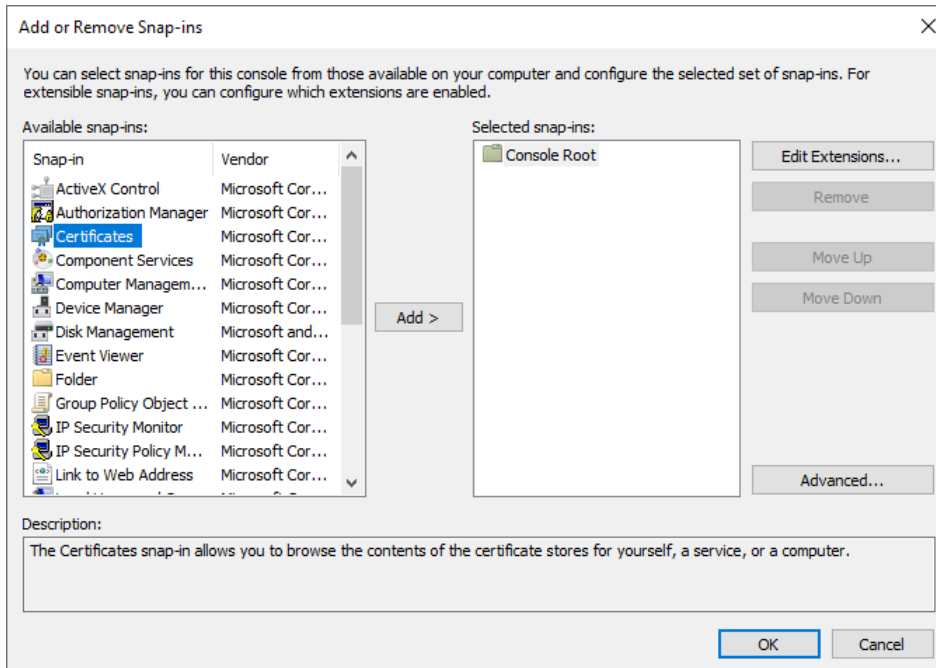 Add or Remove Snap-ins
You can select snap-ins for this console from those available on your computer and configure the selected set of snap-ins. For
extensible snap-ins, you can configure which extensions are enabled.
Available snap-ins:
Snap-in Vendor
ActiveX Control Microsoft Cor...
Authorization Manager Microsoft Cor...
Certificates Microsoft Cor...
Component Services Microsoft Cor...
Computer Managem... Microsoft Cor...
Device Manager Microsoft Cor...
Disk Management Microsoft and...
Event Viewer Microsoft Cor...
Folder Microsoft Cor...
Group Policy Object ... Microsoft Cor...
IP Security Monitor Microsoft Cor...
IP Security Policy M... Microsoft Cor...
Link to Web Address Microsoft Cor...
Add >
Selected snap-ins:
Console Root
Edit Extensions...
Remove
Move Up
Move Down
Advanced...
Description:
The Certificates snap-in allows you to browse the contents of the certificate stores for yourself, a service, or a computer.
OK Cancel